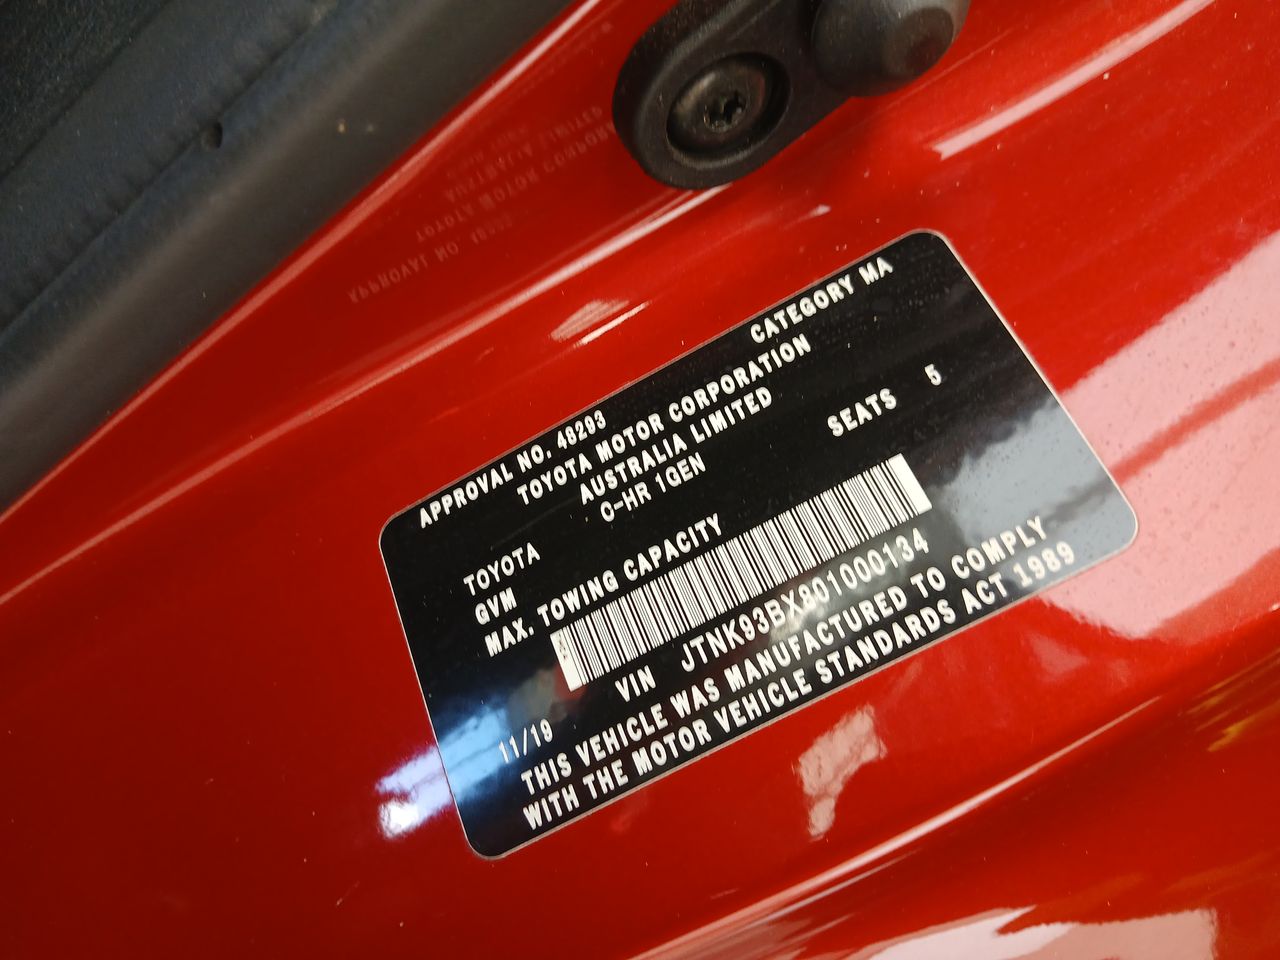 APPROVAL NO. 48293 CATEGORY MA
TOYOTA MOTOR CORPORATION
AUSTRALIA LIMITED
TOYOTA C-HR 1GEN
GVM SEATS 5
MAX. TOWING CAPACITY
VIN JTNK93BX801000134
11/19
THIS VEHICLE WAS MANUFACTURED TO COMPLY
WITH THE MOTOR VEHICLE STANDARDS ACT 1989